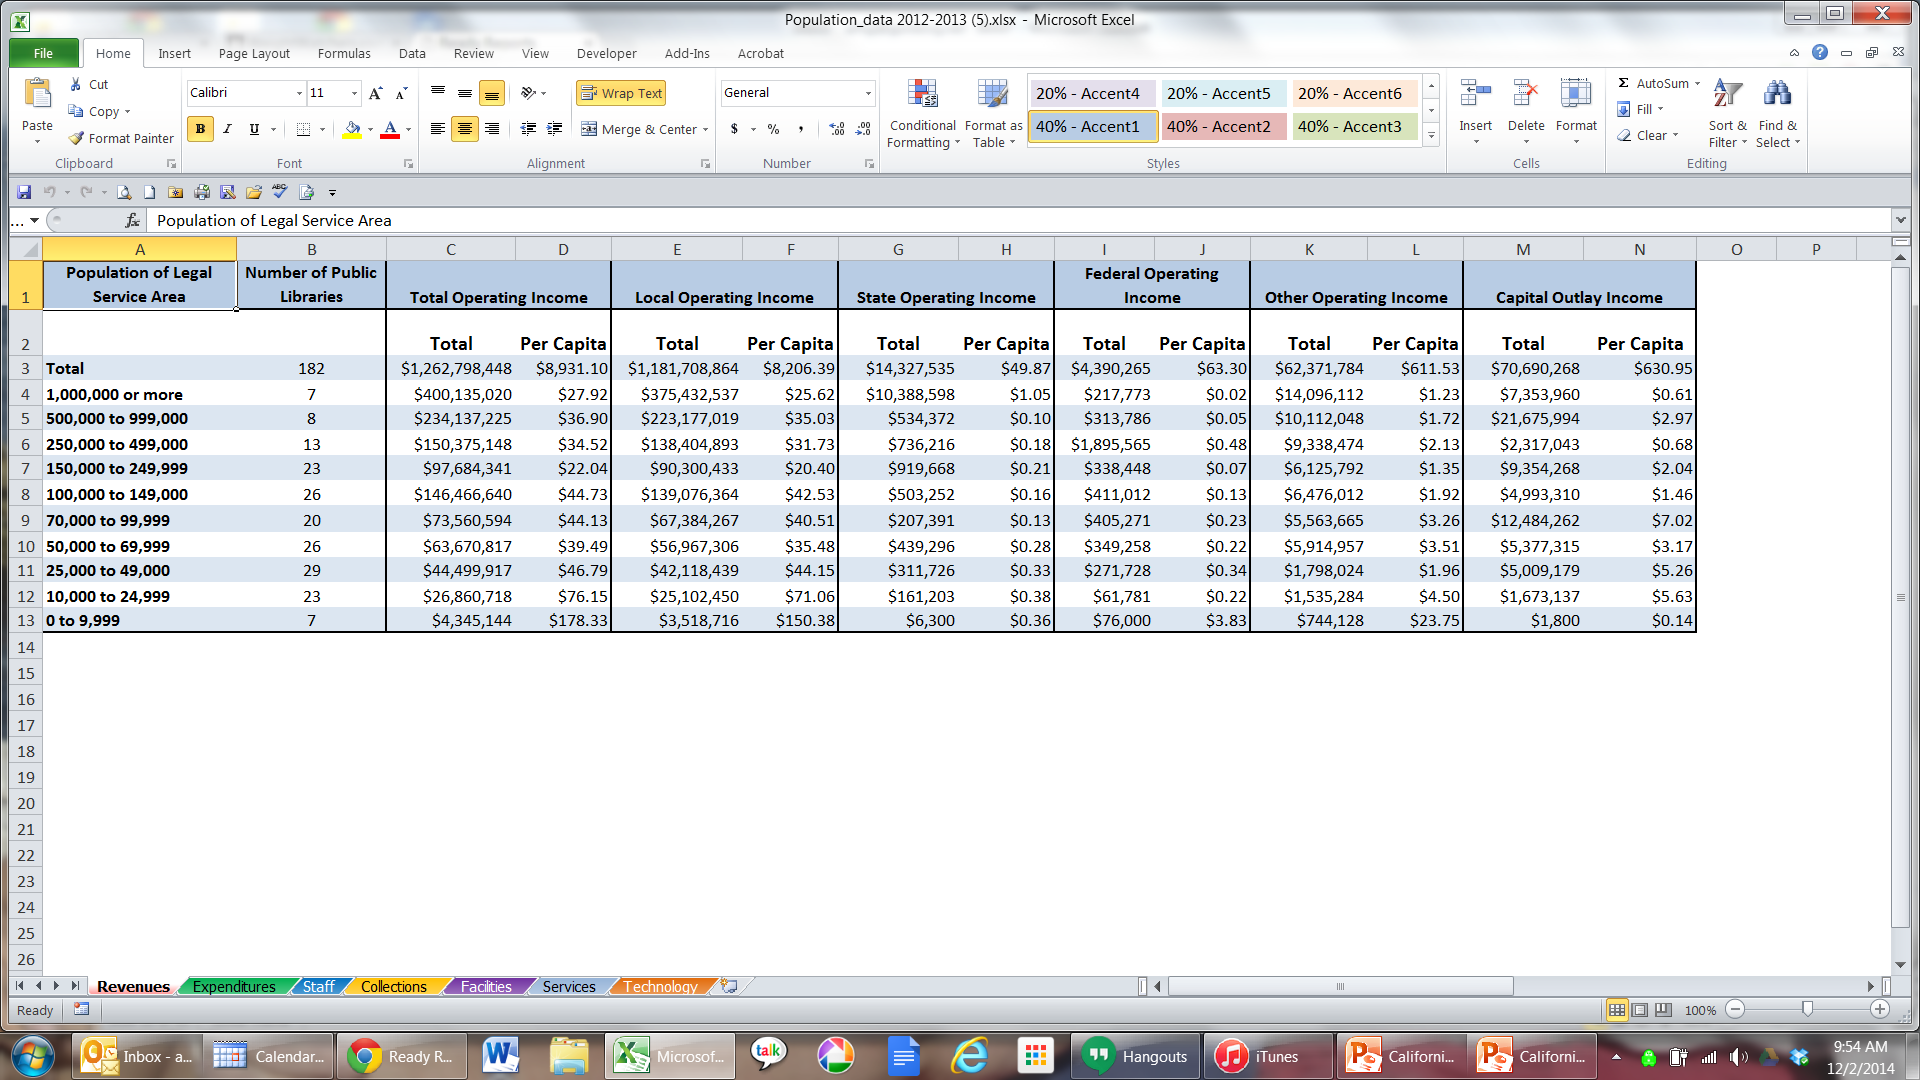 Population_data 2012-2013 (5).xlsx - Microsoft Excel
File Home Insert Page Layout Formulas Data Review View Developer Add-Ins Acrobat
Paste
Cut
Copy
Format Painter
Clipboard
Calibri 11
B I U
Font
Wrap Text
Merge & Center
Alignment
General
$ % ,
Number
Conditional Formatting
Format as Table
20% - Accent4 20% - Accent5 20% - Accent6
40% - Accent1 40% - Accent2 40% - Accent3
Styles
Insert Delete Format
Cells
Σ AutoSum
Fill
Clear
Sort & Filter
Find & Select
Editing
... fx Population of Legal Service Area
A B C D E F G H I J K L M N O P
1 Population of Legal Service Area Number of Public Libraries Total Operating Income Local Operating Income State Operating Income Federal Operating Income Other Operating Income Capital Outlay Income
2 Total Per Capita Total Per Capita Total Per Capita Total Per Capita Total Per Capita Total Per Capita
3 Total 182 $1,262,798,448 $8,931.10 $1,181,708,864 $8,206.39 $14,327,535 $49.87 $4,390,265 $63.30 $62,371,784 $611.53 $70,690,268 $630.95
4 1,000,000 or more 7 $400,135,020 $27.92 $375,432,537 $25.62 $10,388,598 $1.05 $217,773 $0.02 $14,096,112 $1.23 $7,353,960 $0.61
5 500,000 to 999,000 8 $234,137,225 $36.90 $223,177,019 $35.03 $534,372 $0.10 $313,786 $0.05 $10,112,048 $1.72 $21,675,994 $2.97
6 250,000 to 499,000 13 $150,375,148 $34.52 $138,404,893 $31.73 $736,216 $0.18 $1,895,565 $0.48 $9,338,474 $2.13 $2,317,043 $0.68
7 150,000 to 249,999 23 $97,684,341 $22.04 $90,300,433 $20.40 $919,668 $0.21 $338,448 $0.07 $6,125,792 $1.35 $9,354,268 $2.04
8 100,000 to 149,000 26 $146,466,640 $44.73 $139,076,364 $42.53 $503,252 $0.16 $411,012 $0.13 $6,476,012 $1.92 $4,993,310 $1.46
9 70,000 to 99,999 20 $73,560,594 $44.13 $67,384,267 $40.51 $207,391 $0.13 $405,271 $0.23 $5,563,665 $3.26 $12,484,262 $7.02
10 50,000 to 69,999 26 $63,670,817 $39.49 $56,967,306 $35.48 $439,296 $0.28 $349,258 $0.22 $5,914,957 $3.51 $5,377,315 $3.17
11 25,000 to 49,000 29 $44,499,917 $46.79 $42,118,439 $44.15 $311,726 $0.33 $271,728 $0.34 $1,798,024 $1.96 $5,009,179 $5.26
12 10,000 to 24,999 23 $26,860,718 $76.15 $25,102,450 $71.06 $161,203 $0.38 $61,781 $0.22 $1,535,284 $4.50 $1,673,137 $5.63
13 0 to 9,999 7 $4,345,144 $178.33 $3,518,716 $150.38 $6,300 $0.36 $76,000 $3.83 $744,128 $23.75 $1,800 $0.14
14
15
16
17
18
19
20
21
22
23
24
25
26
Revenues Expenditures Staff Collections Facilities Services Technology
Ready 100%
Inbox - a... Calendar... Ready R... Microsof... talk Hangouts iTunes Californi... Californi... 9:54 AM
12/2/2014